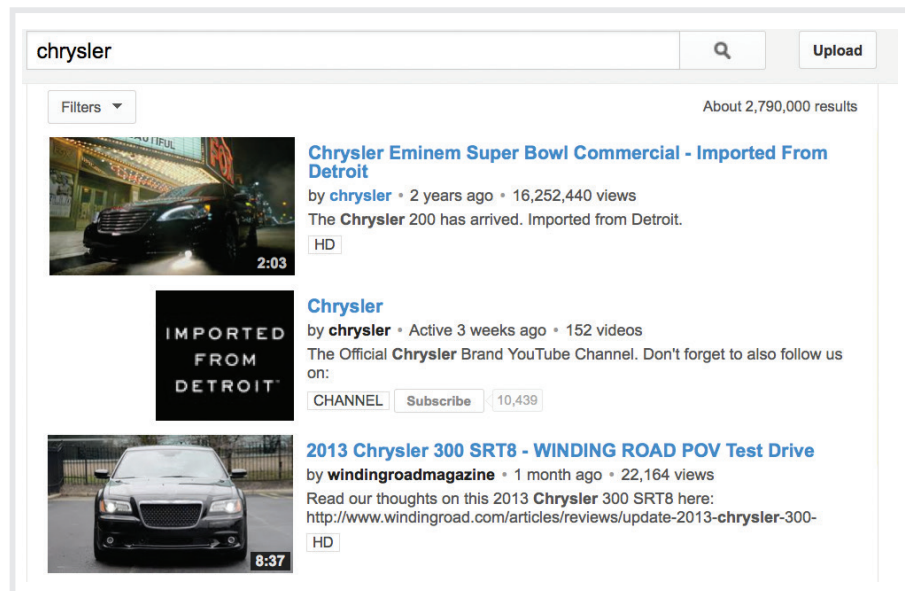 chrysler
Upload
Filters
About 2,790,000 results
BEAUTIFUL
FOX
2:03
Chrysler Eminem Super Bowl Commercial - Imported From
Detroit
by chrysler • 2 years ago • 16,252,440 views
The Chrysler 200 has arrived. Imported from Detroit.
HD
IMPORTED
FROM
DETROIT
Chrysler
by chrysler • Active 3 weeks ago • 152 videos
The Official Chrysler Brand YouTube Channel. Don't forget to also follow us
on:
CHANNEL Subscribe 10,439
8:37
2013 Chrysler 300 SRT8 - WINDING ROAD POV Test Drive
by windingroadmagazine • 1 month ago • 22,164 views
Read our thoughts on this 2013 Chrysler 300 SRT8 here:
http://www.windingroad.com/articles/reviews/update-2013-chrysler-300-
HD